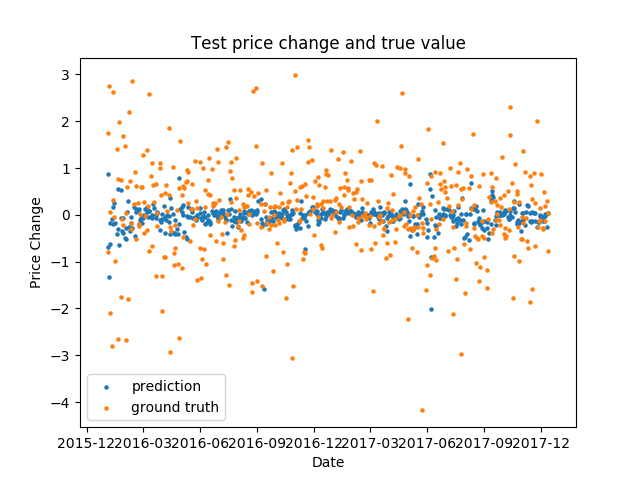 Test price change and true value
3
2
1
0
−1
−2
−3
−4
Price Change
prediction
ground truth
2015-12 2016-03 2016-06 2016-09 2016-12 2017-03 2017-06 2017-09 2017-12
Date